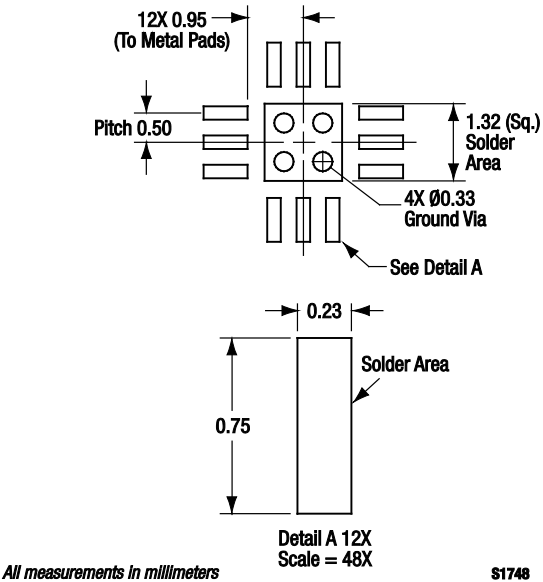 12X 0.95
(To Metal Pads)
Pitch 0.50
1.32 (Sq.)
Solder
Area
4X Ø0.33
Ground Via
See Detail A
0.23
Solder Area
0.75
Detail A 12X
Scale = 48X
All measurements in millimeters
S1748